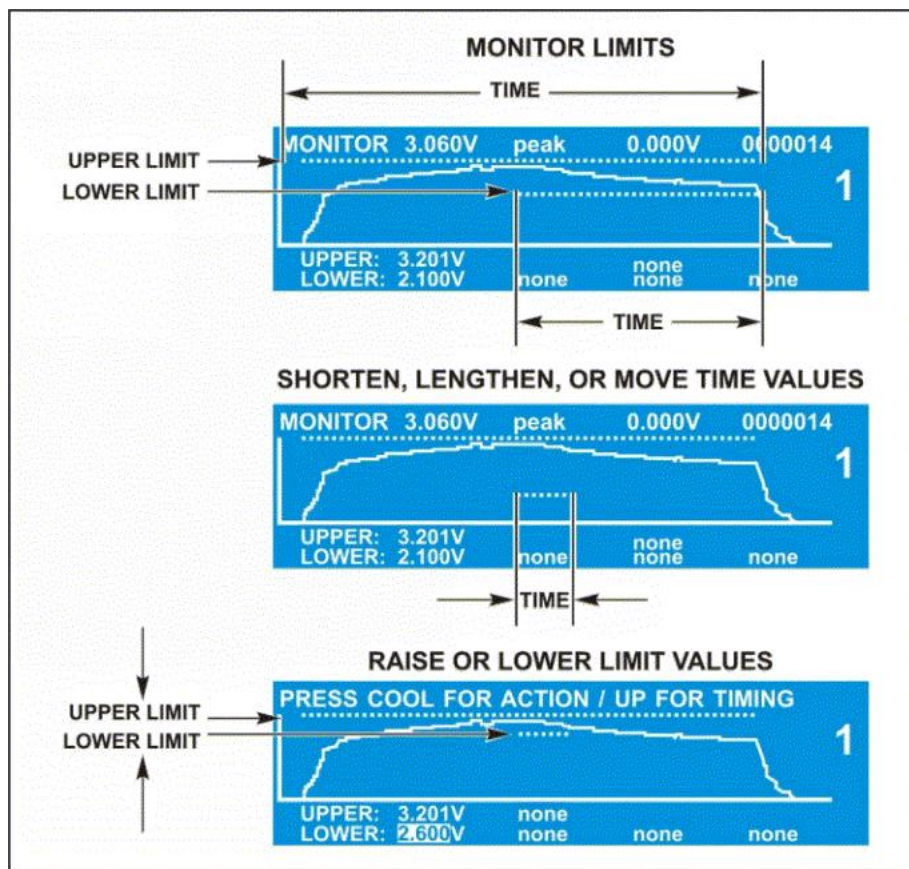 MONITOR LIMITS
TIME
MONITOR 3.060V peak 0.000V 0000014
UPPER LIMIT
LOWER LIMIT
1
UPPER: 3.201V none
LOWER: 2.100V none none none
TIME
SHORTEN, LENGTHEN, OR MOVE TIME VALUES
MONITOR 3.060V peak 0.000V 0000014
1
UPPER: 3.201V none
LOWER: 2.100V none none none
TIME
RAISE OR LOWER LIMIT VALUES
PRESS COOL FOR ACTION / UP FOR TIMING
UPPER LIMIT
LOWER LIMIT
1
UPPER: 3.201V none
LOWER: 2.600V none none none